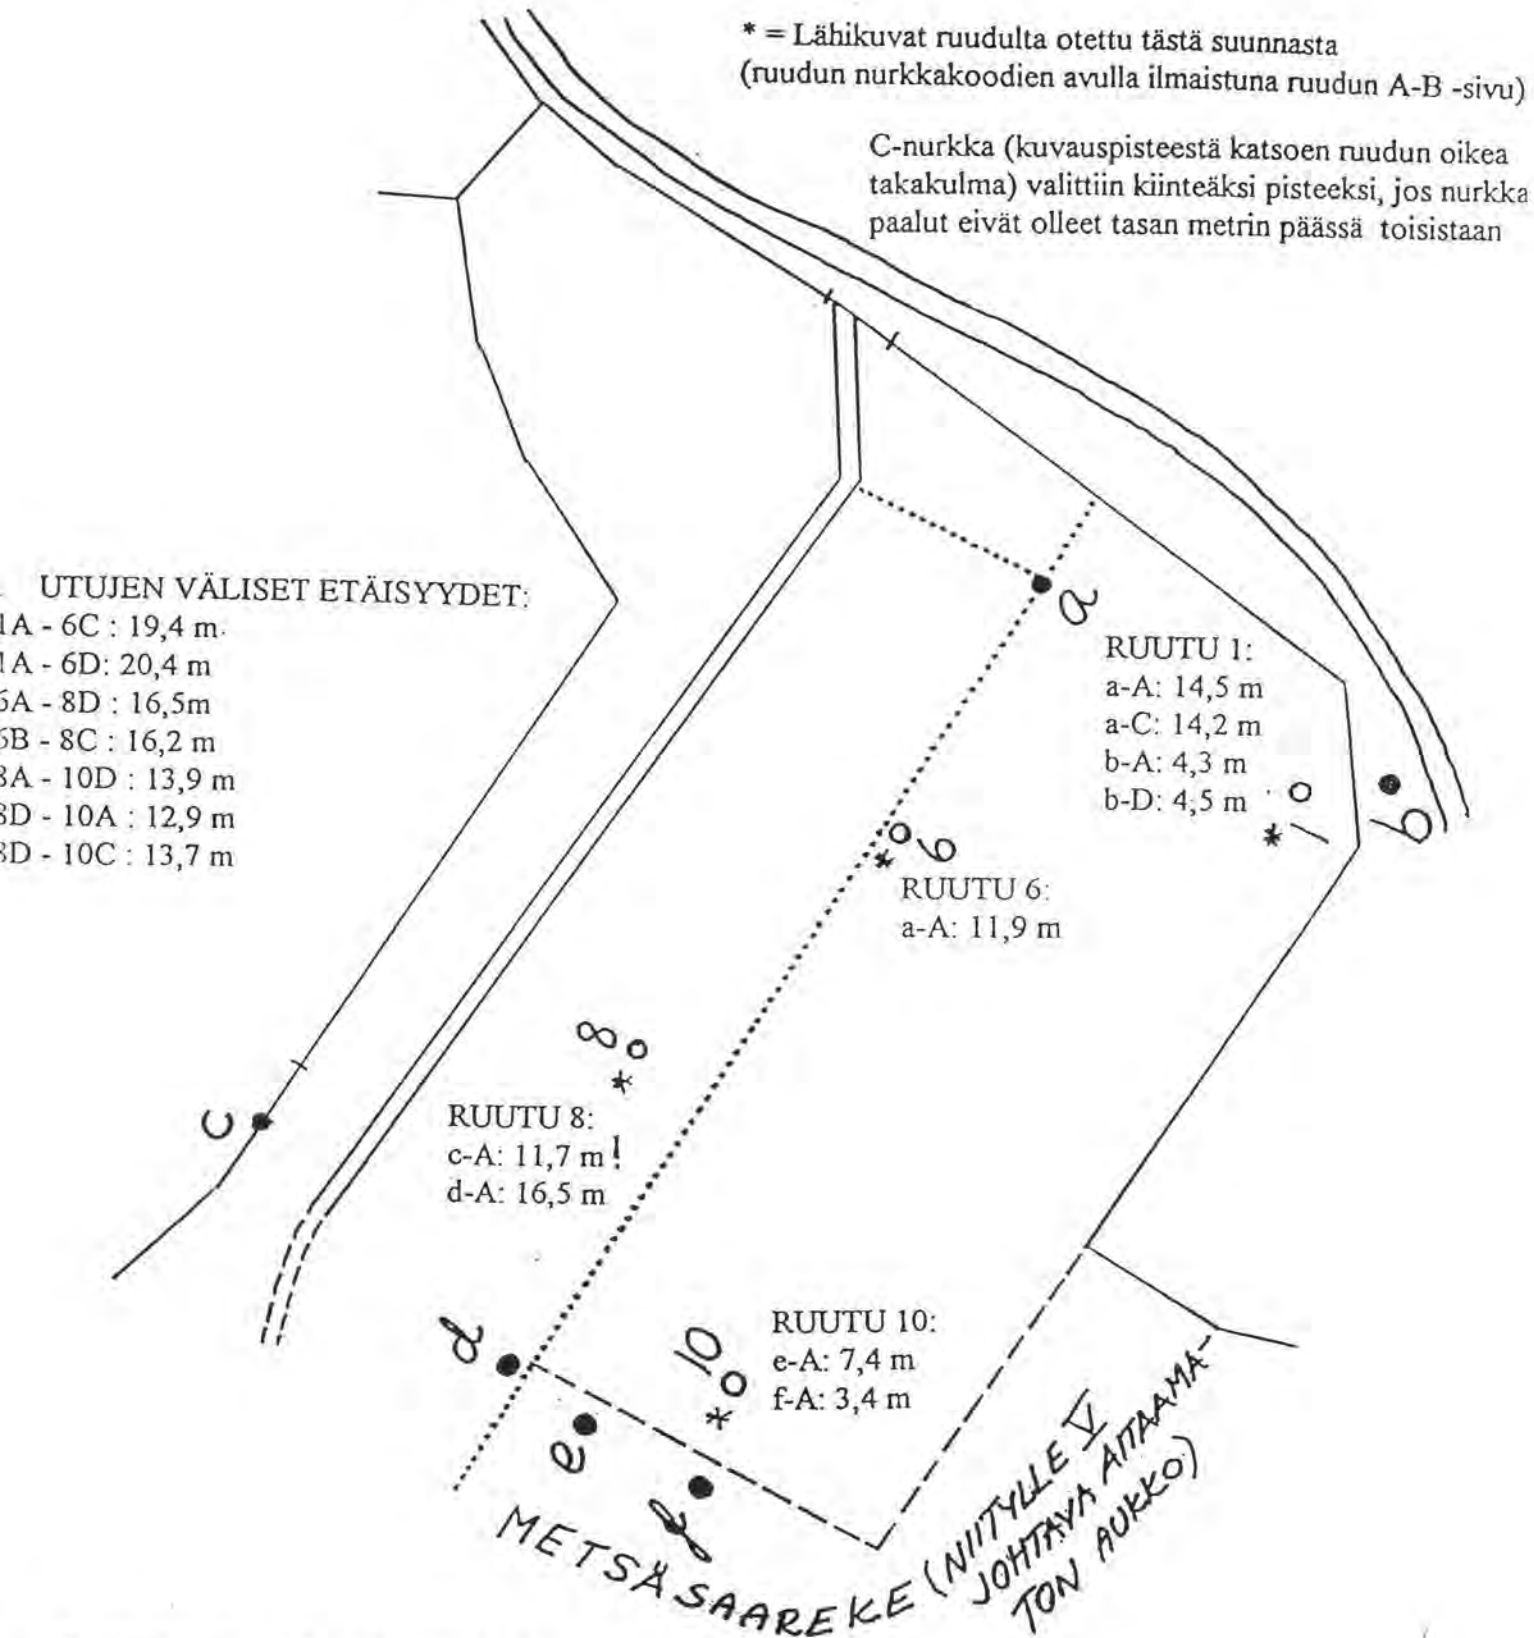 * = Lähikuvat ruudulta otettu tästä suunnasta
(ruudun nurkkakoodien avulla ilmaistuna ruudun A-B -sivu)
C-nurkka (kuvauspisteestä katsoen ruudun oikea
takakulma) valittiin kiinteäksi pisteeksi, jos nurkka
paalut eivät olleet tasan metrin päässä toisistaan
UTUJEN VÄLISET ETÄISYYDET:
1A - 6C : 19,4 m
1A - 6D: 20,4 m
6A - 8D : 16,5m
6B - 8C : 16,2 m
8A - 10D : 13,9 m
8D - 10A : 12,9 m
8D - 10C : 13,7 m
a
RUUTU 1:
a-A: 14,5 m
a-C: 14,2 m
b-A: 4,3 m
b-D: 4,5 m
* 1
b
* 6
RUUTU 6:
a-A: 11,9 m
8
*
c
RUUTU 8:
c-A: 11,7 m !
d-A: 16,5 m
d
10
*
RUUTU 10:
e-A: 7,4 m
f-A: 3,4 m
e
f
METSÄSAAREKE (NIITYLLE V
JOHTAVA AITAAMA-
TON AUKKO)